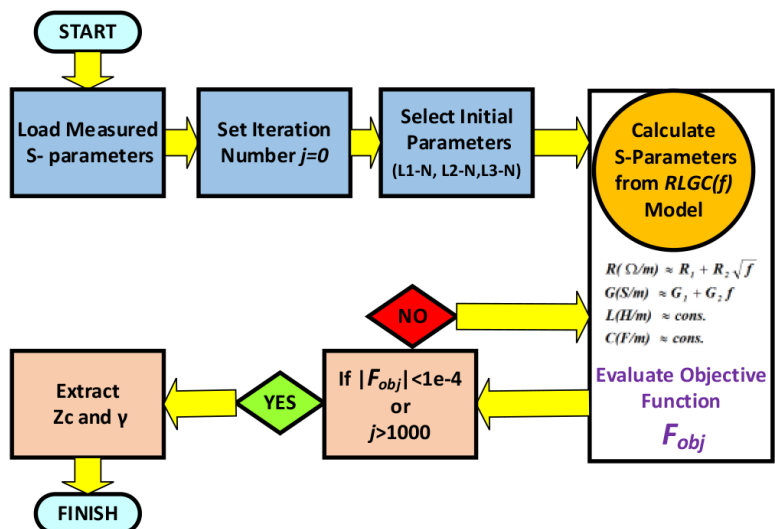 START
Load Measured
S- parameters
Set Iteration
Number j=0
Select Initial
Parameters
(L1-N, L2-N,L3-N)
Calculate
S-Parameters
from RLGC(f)
Model
R( Ω/m) ≈ R₁ + R₂√f
G(S/m) ≈ G₁ + G₂ f
L(H/m) ≈ cons.
C(F/m) ≈ cons.
Evaluate Objective
Function
Fobj
NO
If |Fobj|<1e-4
or
j>1000
YES
Extract
Zc and γ
FINISH